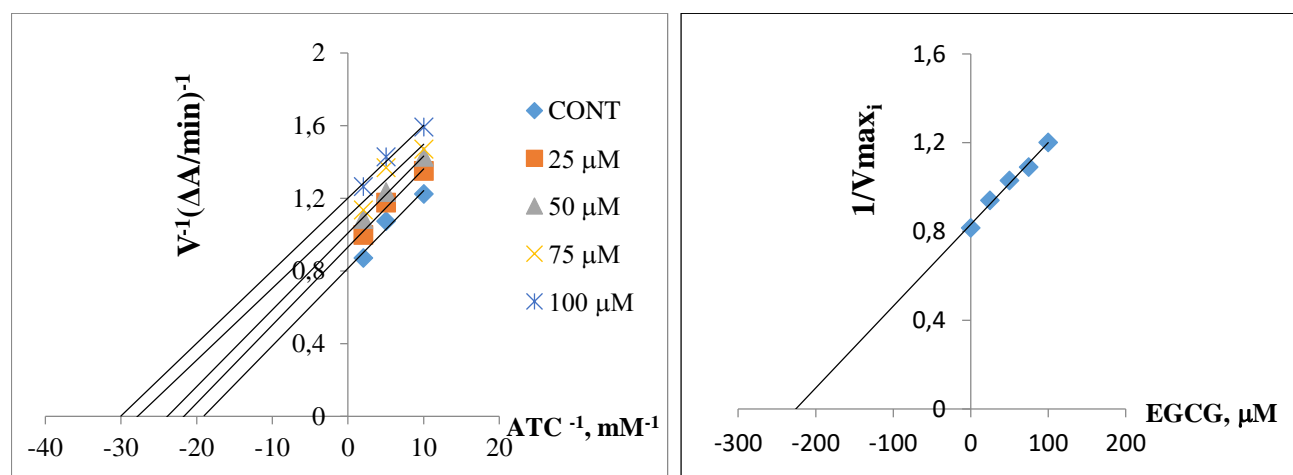 V⁻¹(ΔA/min)⁻¹
2
1,6
1,2
0,8
0,4
0
-40 -30 -20 -10 0 10 20
ATC ⁻¹, mM⁻¹
CONT
25 μM
50 μM
75 μM
100 μM
1/Vmaxᵢ
1,6
1,2
0,8
0,4
0
-300 -200 -100 0 100 200
EGCG, μM